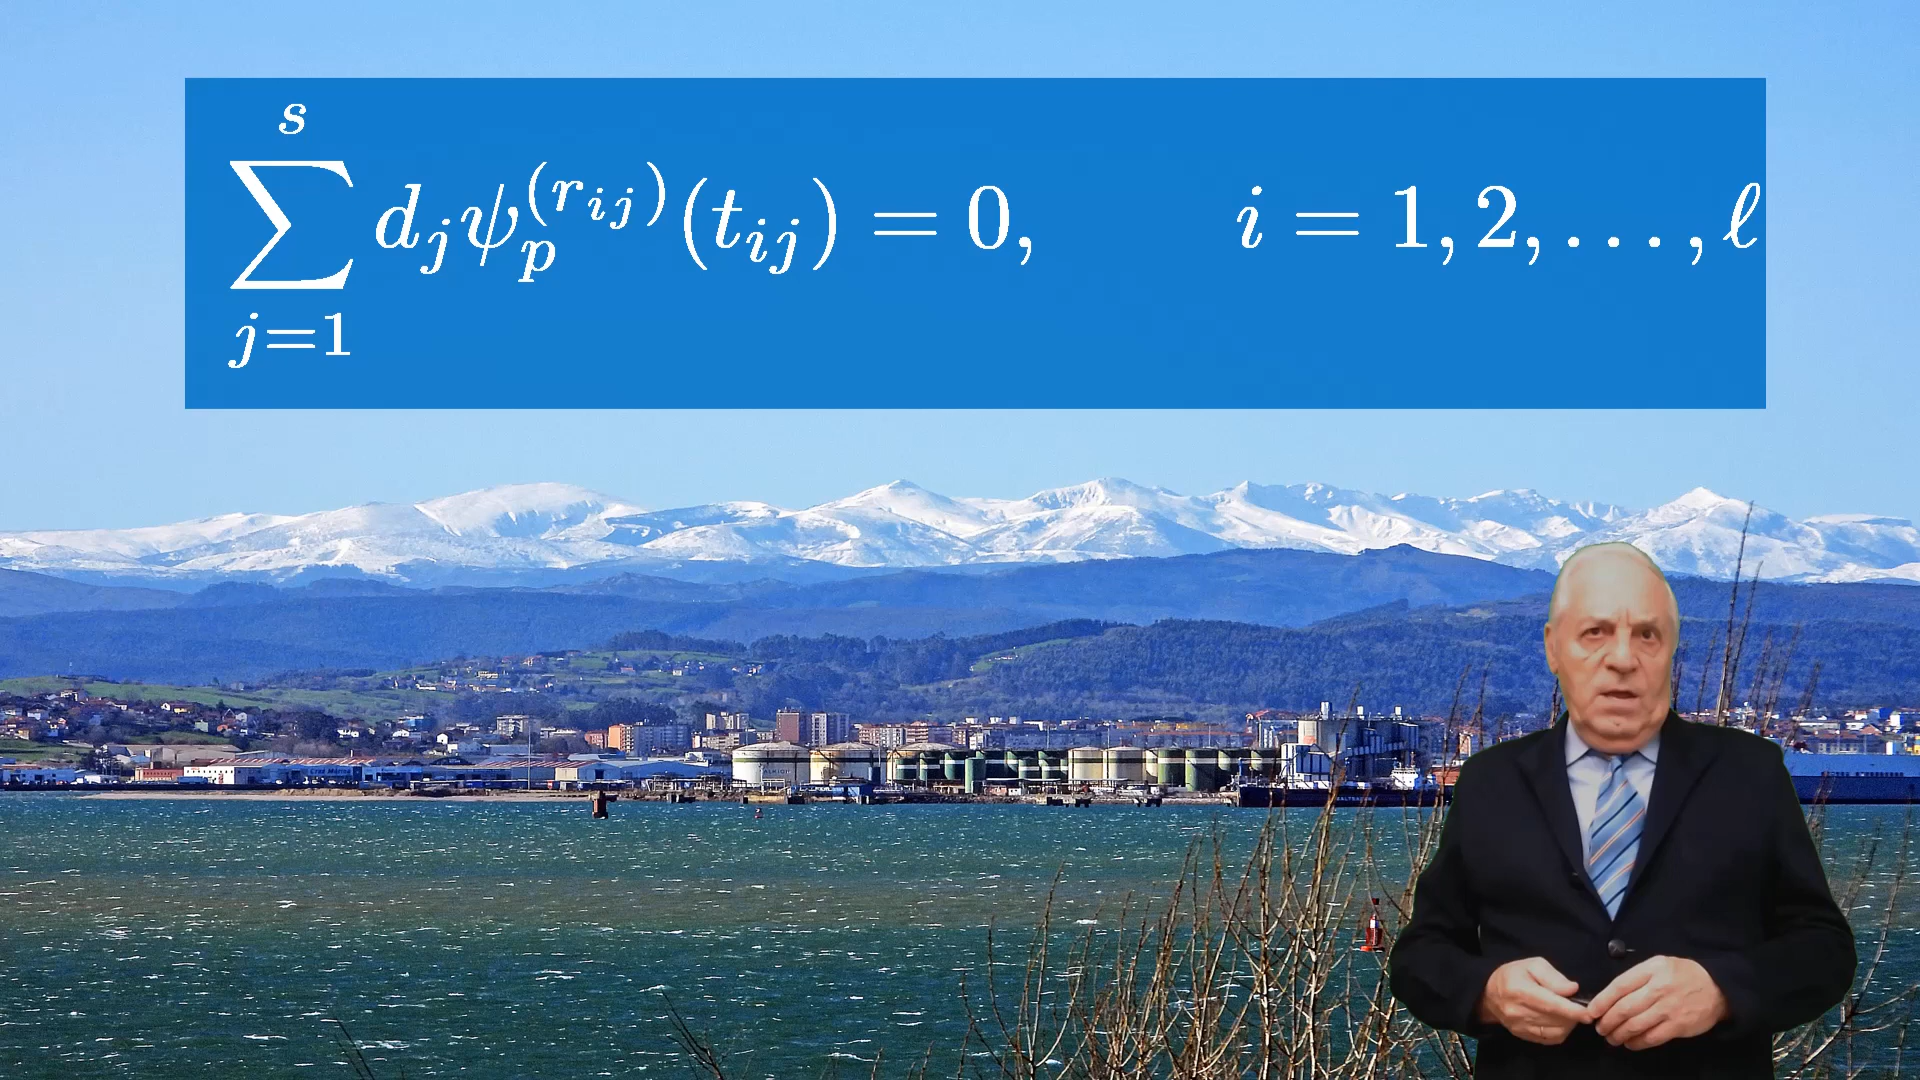 $$\sum_{j=1}^{s} d_j \psi_p^{(r_{ij})}(t_{ij}) = 0, \qquad i = 1, 2, \ldots, \ell$$